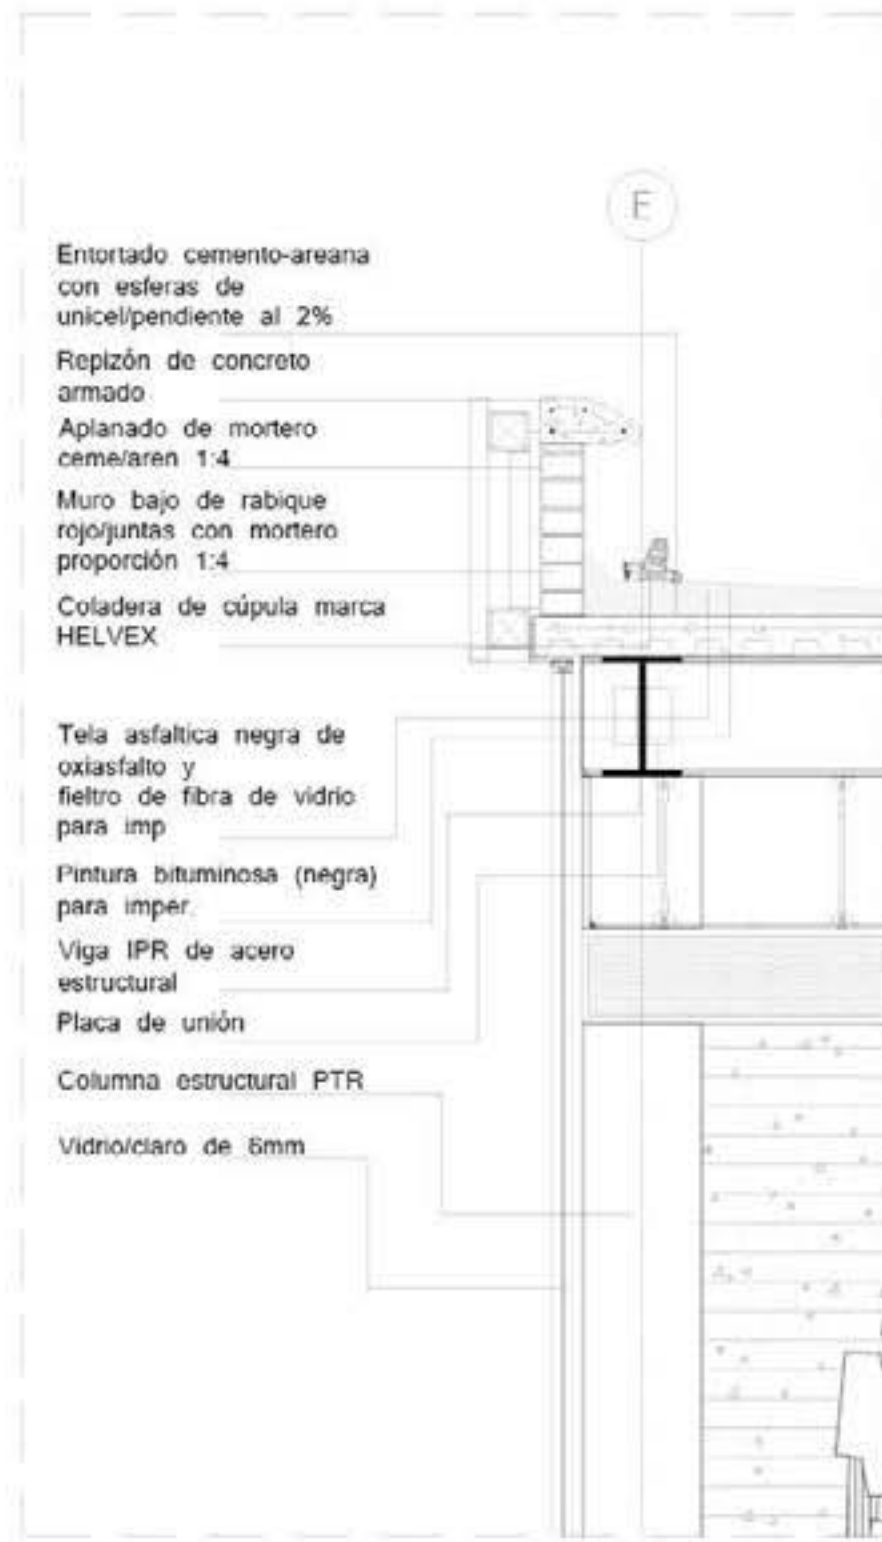 E
Entortado cemento-areana
con esferas de
unicel/pendiente al 2%
Repizón de concreto
armado
Aplanado de mortero
ceme/aren 1:4
Muro bajo de rabique
rojo/juntas con mortero
proporción 1:4
Coladera de cúpula marca
HELVEX
Tela asfaltica negra de
oxiasfalto y
fieltro de fibra de vidrio
para imp
Pintura bituminosa (negra)
para imper.
Viga IPR de acero
estructural
Placa de unión
Columna estructural PTR
Vidrio/claro de 6mm